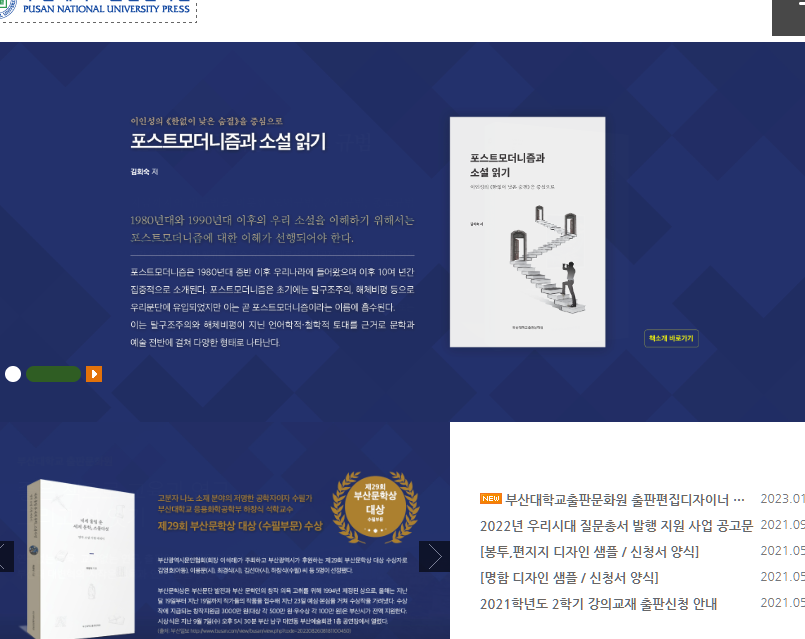 PUSAN NATIONAL UNIVERSITY PRESS
이인성의 《한없이 낮은 숨결》을 중심으로
포스트모더니즘과 소설 읽기
김희숙 저
1980년대와 1990년대 이후의 우리 소설을 이해하기 위해서는
포스트모더니즘에 대한 이해가 선행되어야 한다.
포스트모더니즘은 1980년대 중반 이후 우리나라에 들어왔으며 이후 10여 년간
집중적으로 소개된다. 포스트모더니즘은 초기에는 탈구조주의, 해체비평 등으로
우리문단에 유입되었지만 이는 곧 포스트모더니즘이라는 이름에 흡수된다.
이는 탈구조주의와 해체비평이 지닌 언어학적·철학적 토대를 근거로 문학과
예술 전반에 걸쳐 다양한 형태로 나타난다.
포스트모더니즘과
소설 읽기
이인성의 《한없이 낮은 숨결》을 중심으로
책소개 바로가기
고분자 나노 소재 분야의 저명한 공학자이자 수필가
부산대학교 응용화학공학부 하창식 석학교수
제29회 부산문학상 대상 (수필부문) 수상
제29회
부산문학상
대상
수필부문
NEW 부산대학교출판문화원 출판편집디자이너 … 2023.01
2022년 우리시대 질문총서 발행 지원 사업 공고문 2021.09
[봉투,편지지 디자인 샘플 / 신청서 양식] 2021.05
[명함 디자인 샘플 / 신청서 양식] 2021.05
2021학년도 2학기 강의교재 출판신청 안내 2021.05